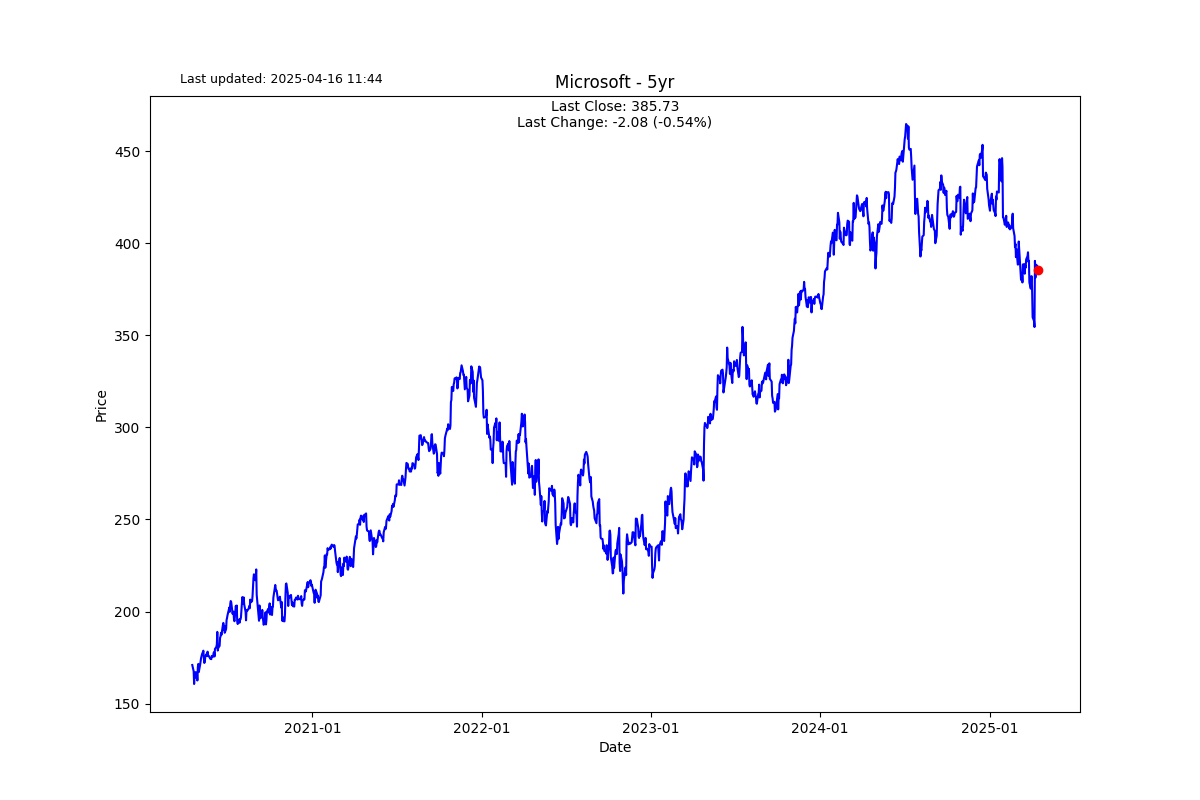 Last updated: 2025-04-16 11:44
Microsoft - 5yr
Last Close: 385.73
Last Change: -2.08 (-0.54%)
450
400
350
300
250
200
150
Price
2021-01
2022-01
2023-01
2024-01
2025-01
Date